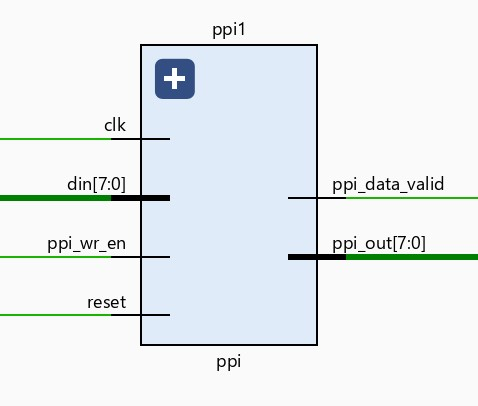 ppi1
clk
din[7:0]
ppi_data_valid
ppi_wr_en
ppi_out[7:0]
reset
ppi